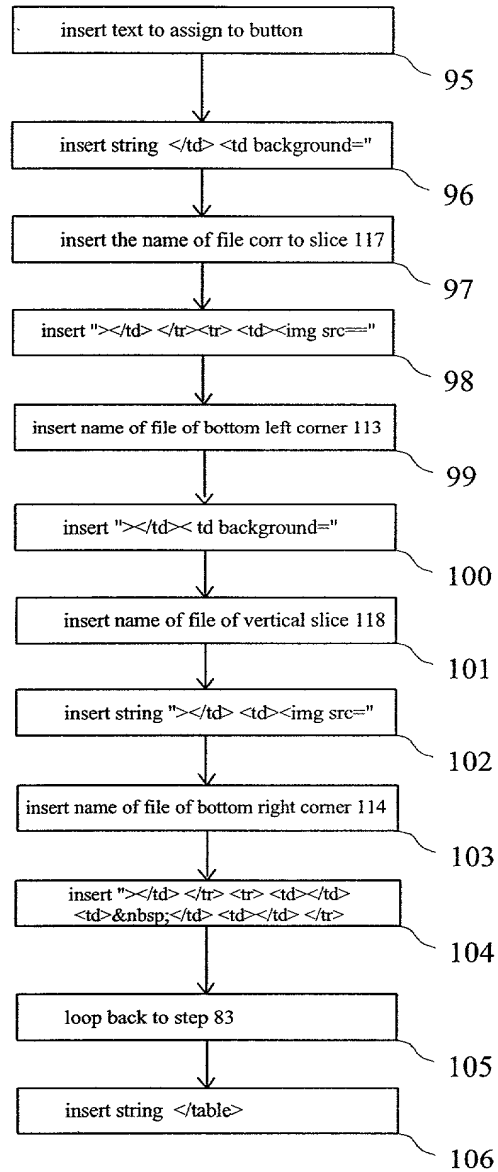 insert text to assign to button
95
insert string </td> <td background="
96
insert the name of file corr to slice 117
97
insert "></td> </tr><tr> <td><img src=="
98
insert name of file of bottom left corner 113
99
insert "></td>< td background="
100
insert name of file of vertical slice 118
101
insert string "></td> <td><img src="
102
insert name of file of bottom right corner 114
103
insert "></td> </tr> <tr> <td></td>
<td>&nbsp;</td> <td></td> </tr>
104
loop back to step 83
105
insert string </table>
106